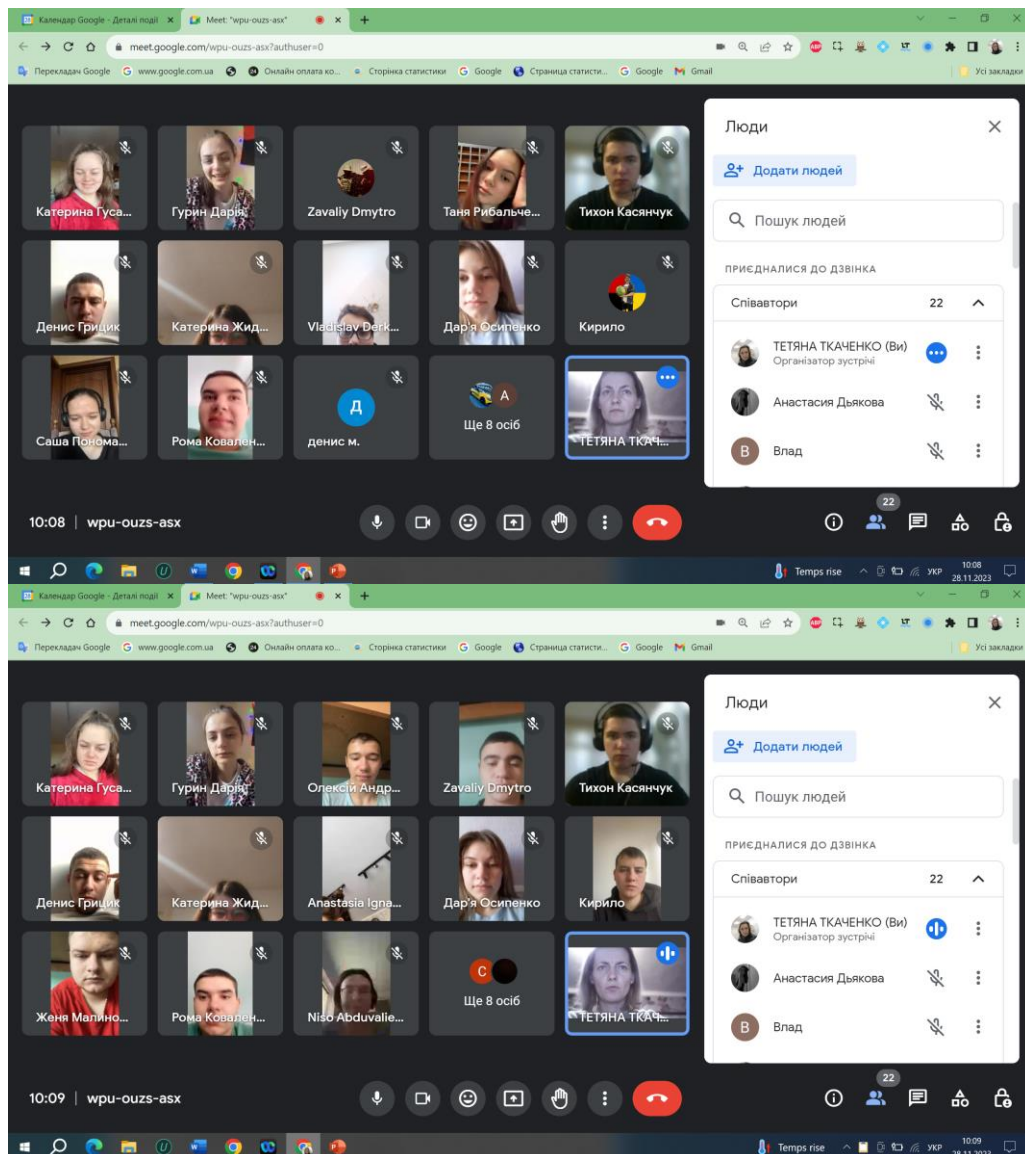 Календар Google - Деталі події
Meet: "wpu-ouzs-asx"
meet.google.com/wpu-ouzs-asx?authuser=0
Перекладач Google
www.google.com.ua
Онлайн оплата ко...
Сторінка статистики
Google
Страница статисти...
Google
Gmail
Усі закладки
Катерина Гуса...
Гурин Дарія
Zavaliy Dmytro
Таня Рибальче...
Тихон Касянчук
Денис Грицик
Катерина Жид...
Vladislav Derk...
Дар'я Осипенко
Кирило
Саша Понома...
Рома Ковален...
Д
денис м.
А
Ще 8 осіб
ТЕТЯНА ТКАЧ...
Люди
Додати людей
Пошук людей
ПРИЄДНАЛИСЯ ДО ДЗВІНКА
Співавтори 22
ТЕТЯНА ТКАЧЕНКО (Ви)
Організатор зустрічі
Анастасия Дьякова
В Влад
10:08 | wpu-ouzs-asx
22
Temps rise
УКР
10:08
28.11.2023
Календар Google - Деталі події
Meet: "wpu-ouzs-asx"
meet.google.com/wpu-ouzs-asx?authuser=0
Перекладач Google
www.google.com.ua
Онлайн оплата ко...
Сторінка статистики
Google
Страница статисти...
Google
Gmail
Усі закладки
Катерина Гуса...
Гурин Дарія
Олексій Андр...
Zavaliy Dmytro
Тихон Касянчук
Денис Грицик
Катерина Жид...
Anastasia Igna...
Дар'я Осипенко
Кирило
Женя Малино...
Рома Ковален...
Niso Abduvalie...
С
Ще 8 осіб
ТЕТЯНА ТКАЧ...
Люди
Додати людей
Пошук людей
ПРИЄДНАЛИСЯ ДО ДЗВІНКА
Співавтори 22
ТЕТЯНА ТКАЧЕНКО (Ви)
Організатор зустрічі
Анастасия Дьякова
В Влад
10:09 | wpu-ouzs-asx
22
Temps rise
УКР
10:09
28.11.2023